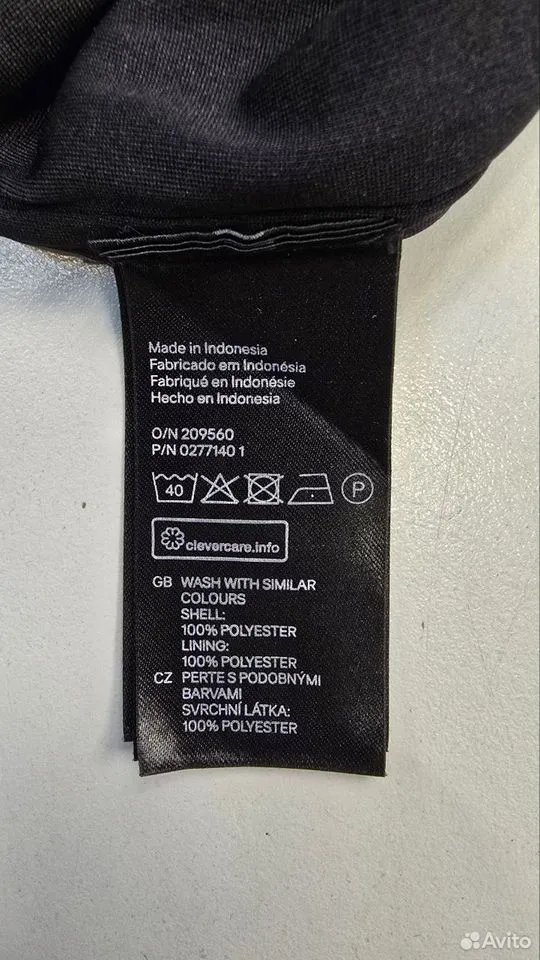 Made in Indonesia
Fabricado em Indonésia
Fabriqué en Indonésie
Hecho en Indonesia
O/N 209560
P/N 0277140 1
40 P
clevercare.info
GB WASH WITH SIMILAR
COLOURS
SHELL:
100% POLYESTER
LINING:
100% POLYESTER
CZ PERTE S PODOBNÝMI
BARVAMI
SVRCHNÍ LÁTKA:
100% POLYESTER
Avito